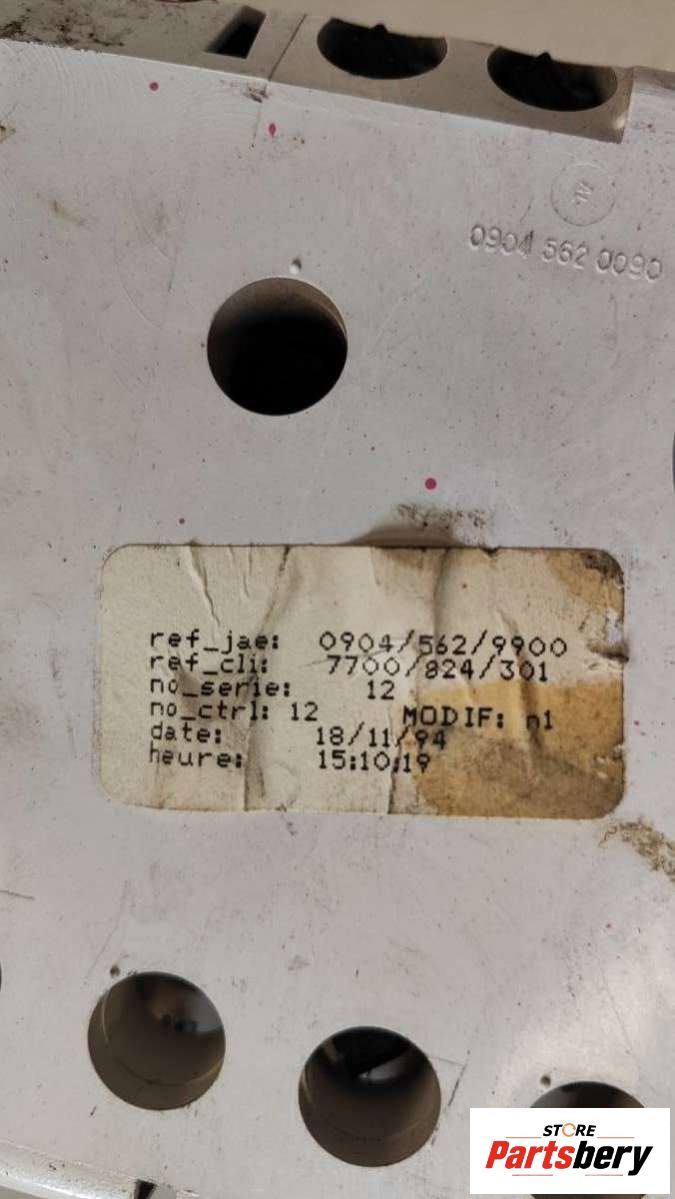 0904 562 0090
ref_jae: 0904/562/9900
ref_cli: 7700/824/301
no_serie: 12
no_ctrl: 12 MODIF: n1
date: 18/11/94
heure: 15:10:19
STORE
Partsbery